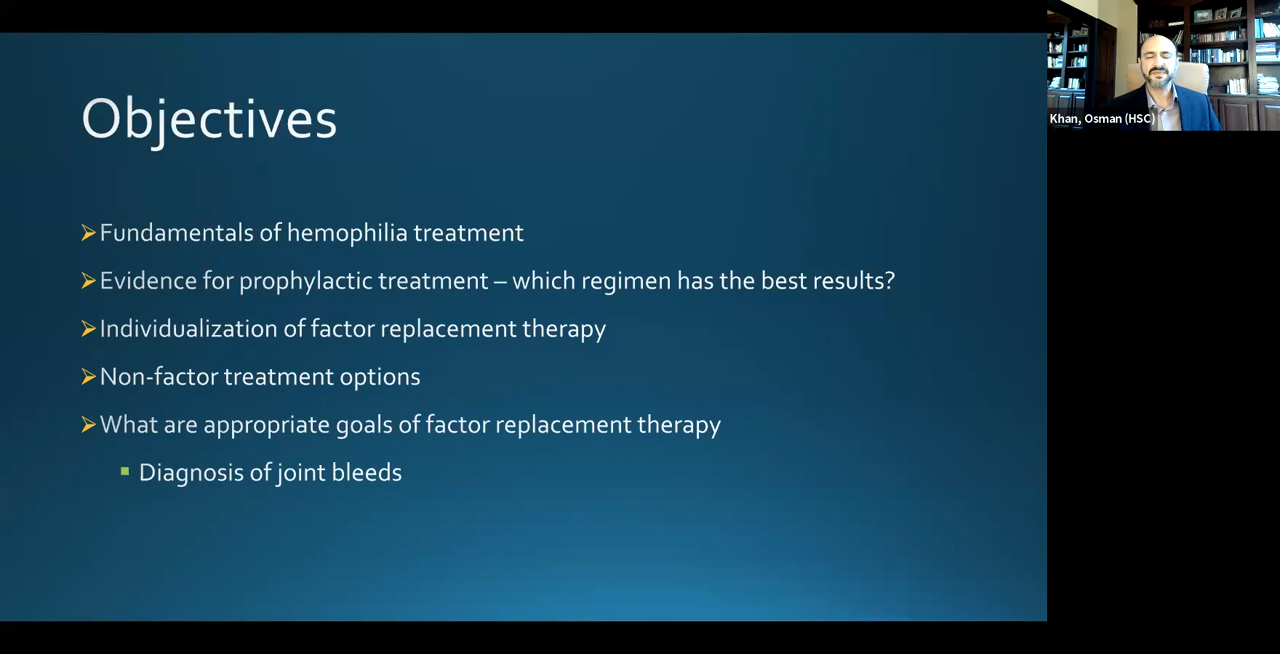 Objectives
Fundamentals of hemophilia treatment
Evidence for prophylactic treatment – which regimen has the best results?
Individualization of factor replacement therapy
Non-factor treatment options
What are appropriate goals of factor replacement therapy
Diagnosis of joint bleeds
Khan, Osman (HSC)